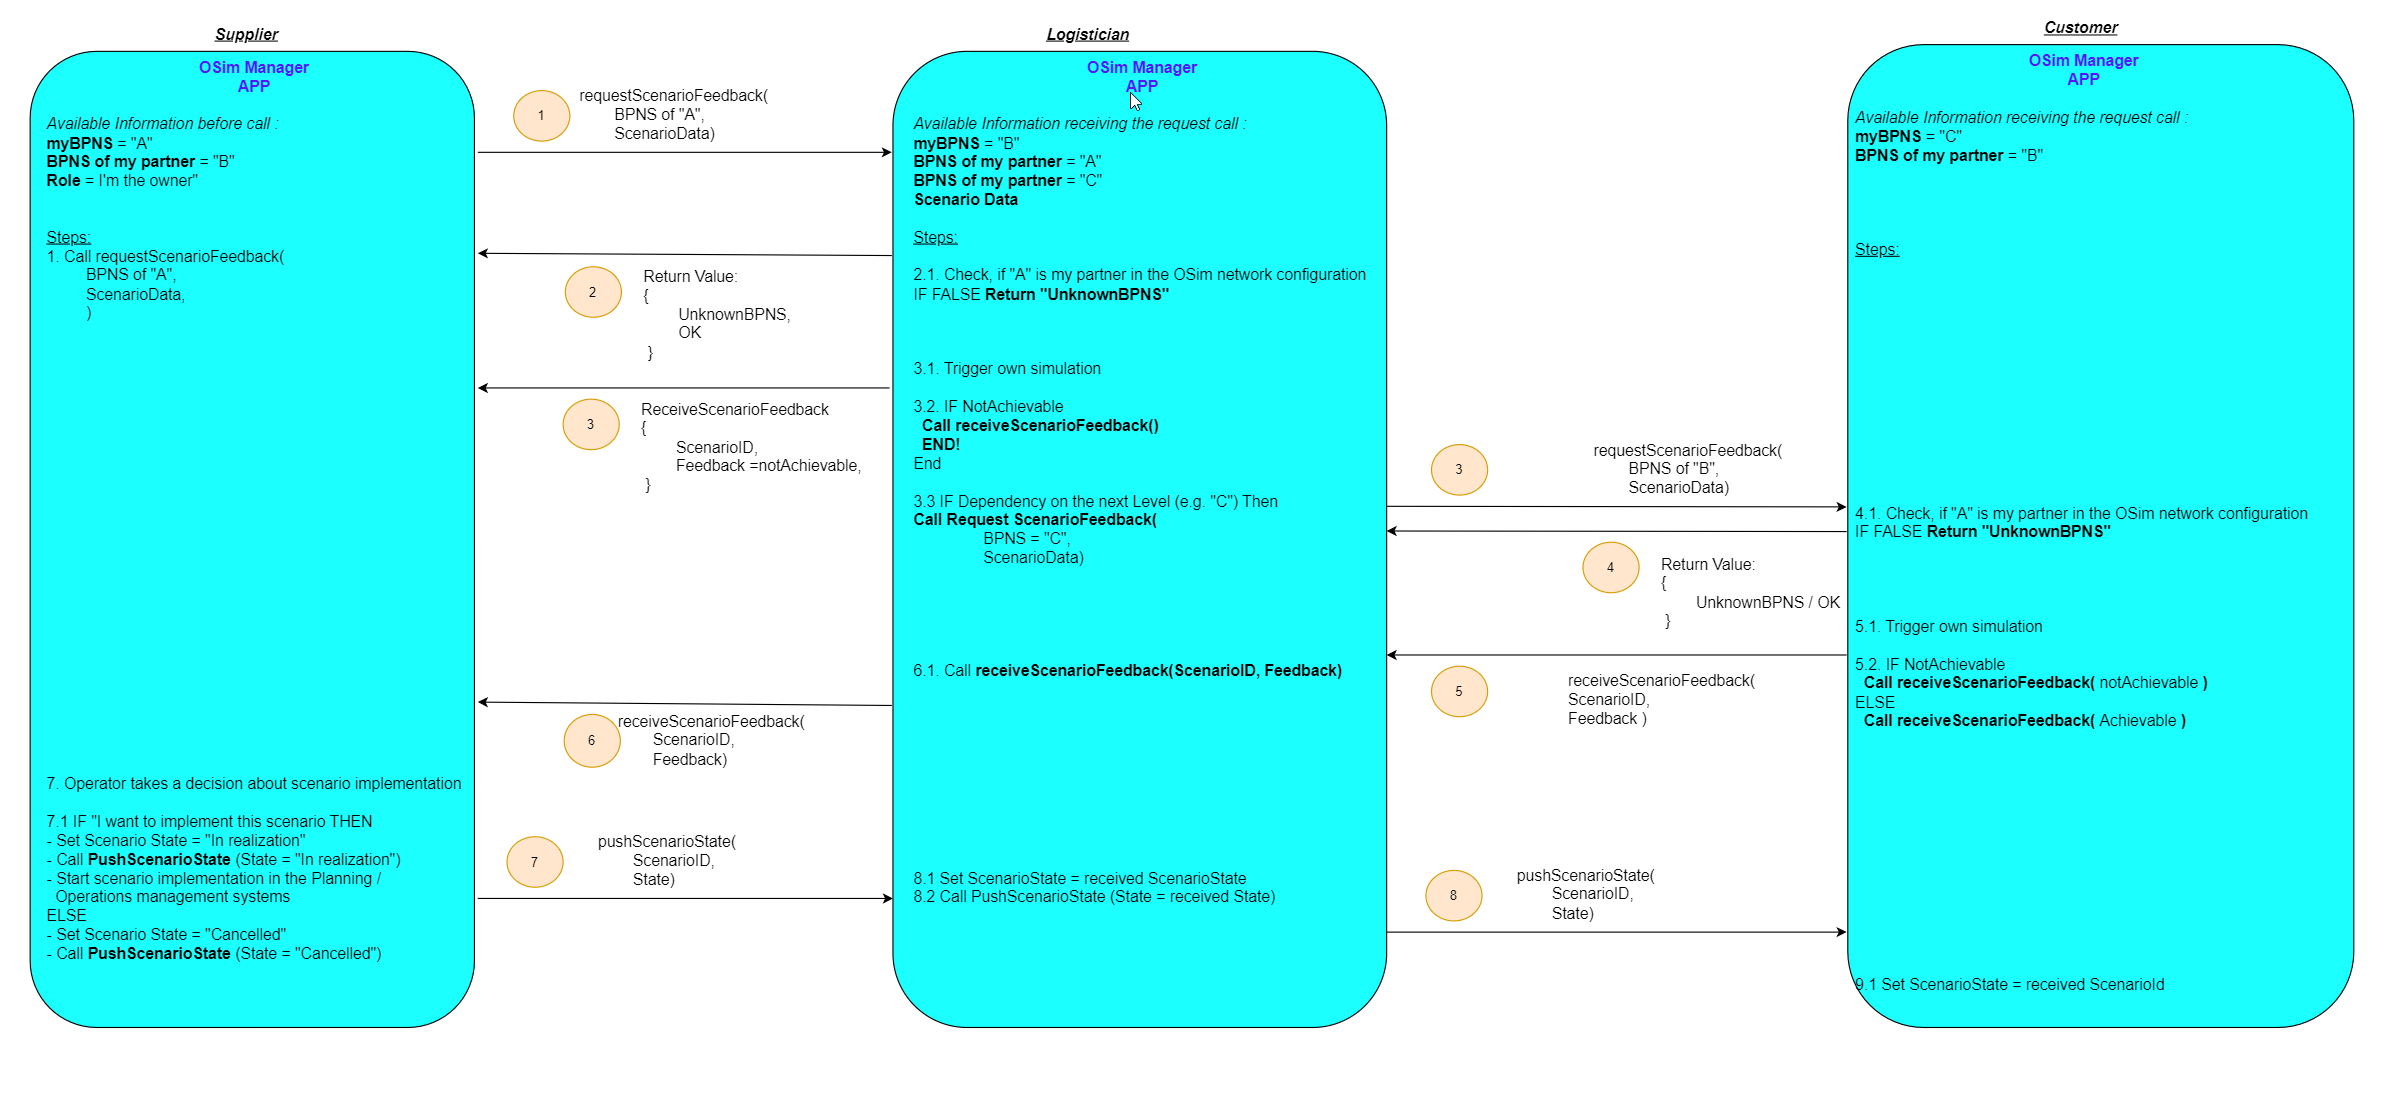 Supplier
OSim Manager
APP
Available Information before call :
myBPNS = "A"
BPNS of my partner = "B"
Role = I'm the owner"
Steps:
1. Call requestScenarioFeedback(
BPNS of "A",
ScenarioData,
)
7. Operator takes a decision about scenario implementation
7.1 IF "I want to implement this scenario THEN
- Set Scenario State = "In realization"
- Call PushScenarioState (State = "In realization")
- Start scenario implementation in the Planning /
Operations management systems
ELSE
- Set Scenario State = "Cancelled"
- Call PushScenarioState (State = "Cancelled")
1
requestScenarioFeedback(
BPNS of "A",
ScenarioData)
2
Return Value:
{
UnknownBPNS,
OK
}
3
ReceiveScenarioFeedback
{
ScenarioID,
Feedback =notAchievable,
}
6
receiveScenarioFeedback(
ScenarioID,
Feedback)
7
pushScenarioState(
ScenarioID,
State)
Logistician
OSim Manager
APP
Available Information receiving the request call :
myBPNS = "B"
BPNS of my partner = "A"
BPNS of my partner = "C"
Scenario Data
Steps:
2.1. Check, if "A" is my partner in the OSim network configuration
IF FALSE Return "UnknownBPNS"
3.1. Trigger own simulation
3.2. IF NotAchievable
Call receiveScenarioFeedback()
END!
End
3.3 IF Dependency on the next Level (e.g. "C") Then
Call Request ScenarioFeedback(
BPNS = "C",
ScenarioData)
6.1. Call receiveScenarioFeedback(ScenarioID, Feedback)
8.1 Set ScenarioState = received ScenarioState
8.2 Call PushScenarioState (State = received State)
3
requestScenarioFeedback(
BPNS of "B",
ScenarioData)
4
Return Value:
{
UnknownBPNS / OK
}
5
receiveScenarioFeedback(
ScenarioID,
Feedback )
8
pushScenarioState(
ScenarioID,
State)
Customer
OSim Manager
APP
Available Information receiving the request call :
myBPNS = "C"
BPNS of my partner = "B"
Steps:
4.1. Check, if "A" is my partner in the OSim network configuration
IF FALSE Return "UnknownBPNS"
5.1. Trigger own simulation
5.2. IF NotAchievable
Call receiveScenarioFeedback( notAchievable )
ELSE
Call receiveScenarioFeedback( Achievable )
9.1 Set ScenarioState = received ScenarioId